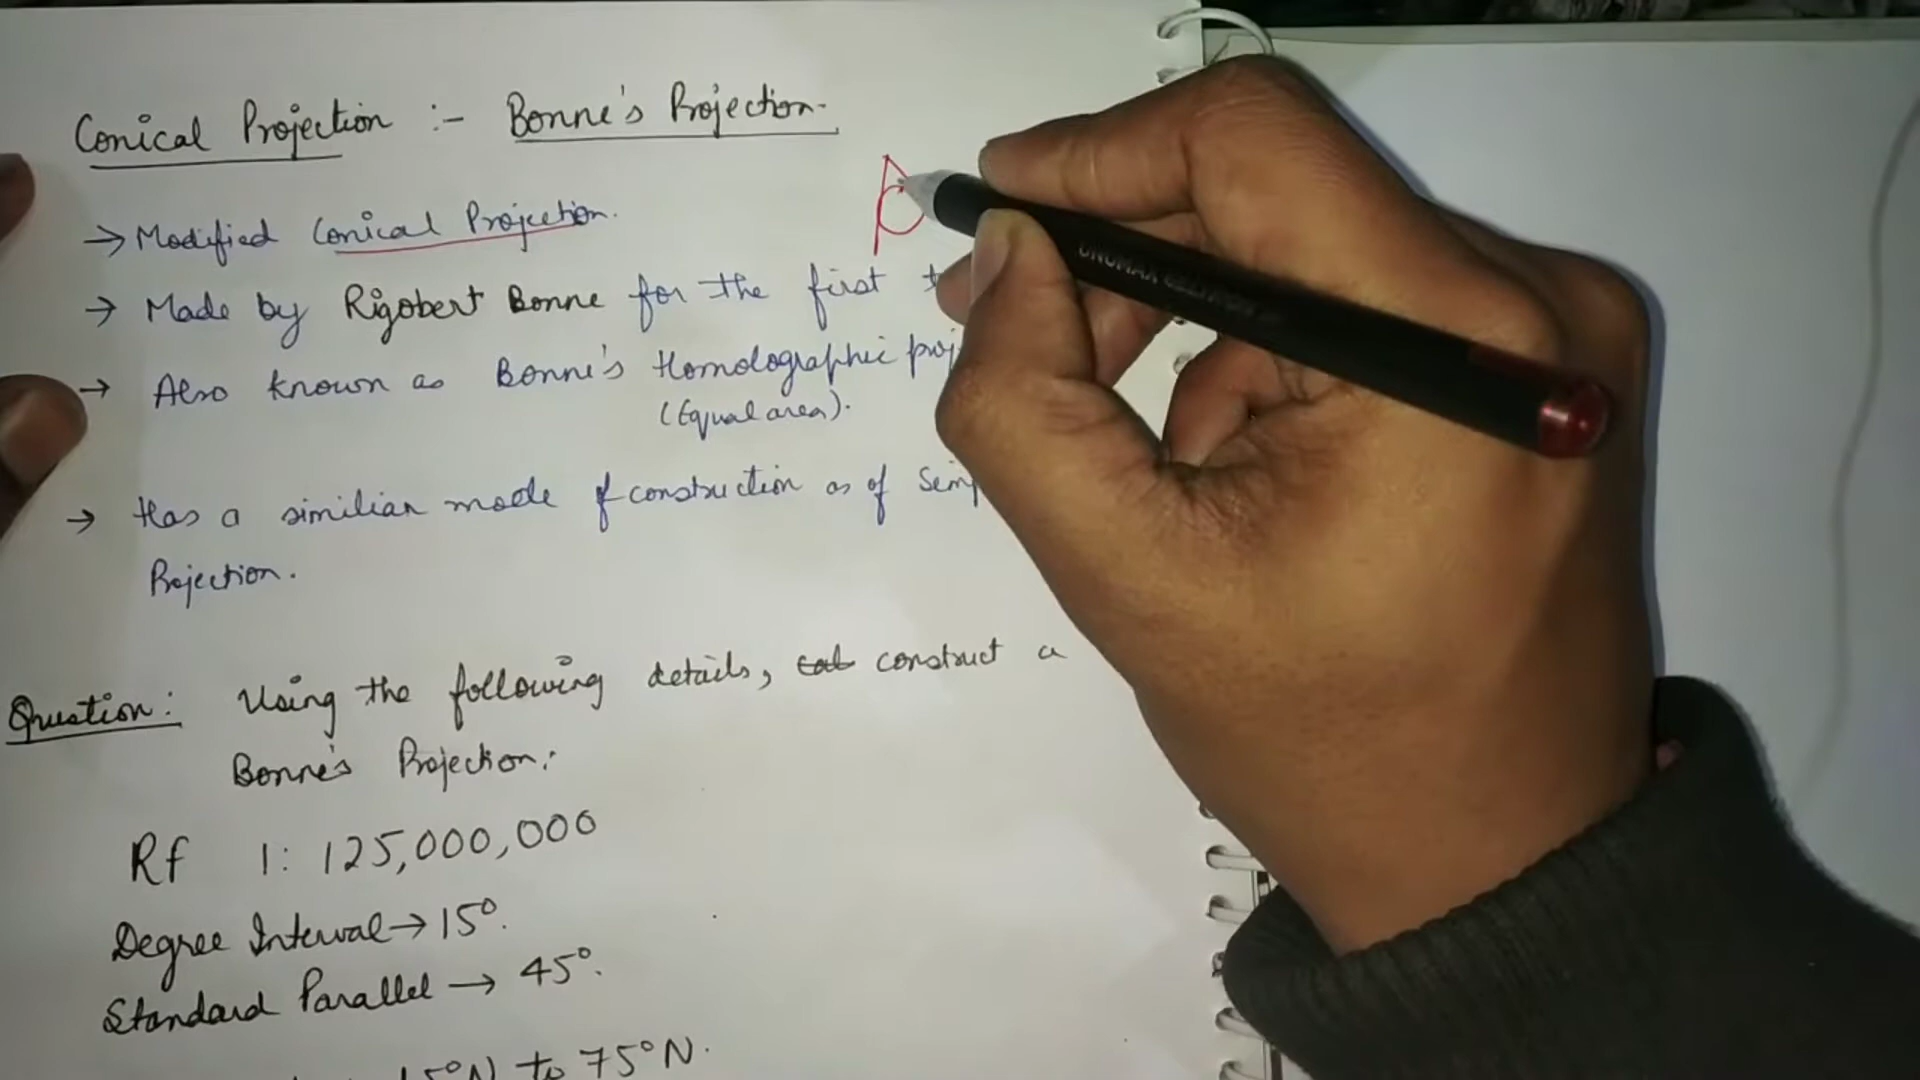 Conical Projection :- Bonne's Projection.
→ Modified Conical Projection.
→ Made by Rigobert Bonne for the first
→ Also known as Bonne's Homolographic
(Equal area).
→ Has a similiar mode of construction as of
Projection.
Question: Using the following details, construct a
Bonne's Projection:
Rf 1: 125,000,000
Degree Interval → 15°.
Standard Parallel → 45°.
to 75°N.